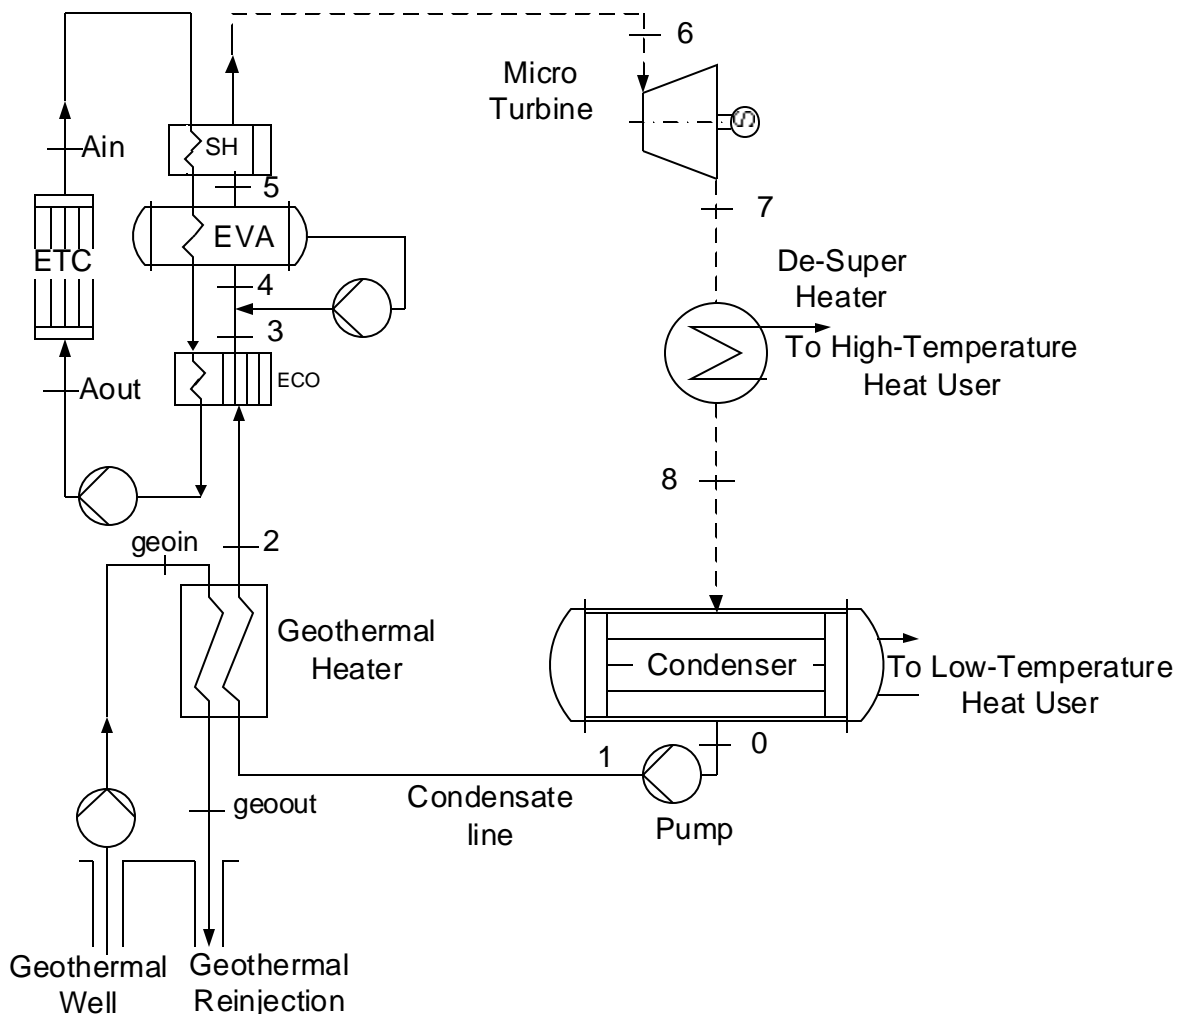 6
Micro
Turbine
S
Ain
SH
5
7
ETC
EVA
De-Super
Heater
4
3
To High-Temperature
Heat User
ECO
Aout
8
geoin
2
Geothermal
Heater
Condenser
To Low-Temperature
Heat User
1
0
geoout
Condensate
line
Pump
Geothermal
Well
Geothermal
Reinjection